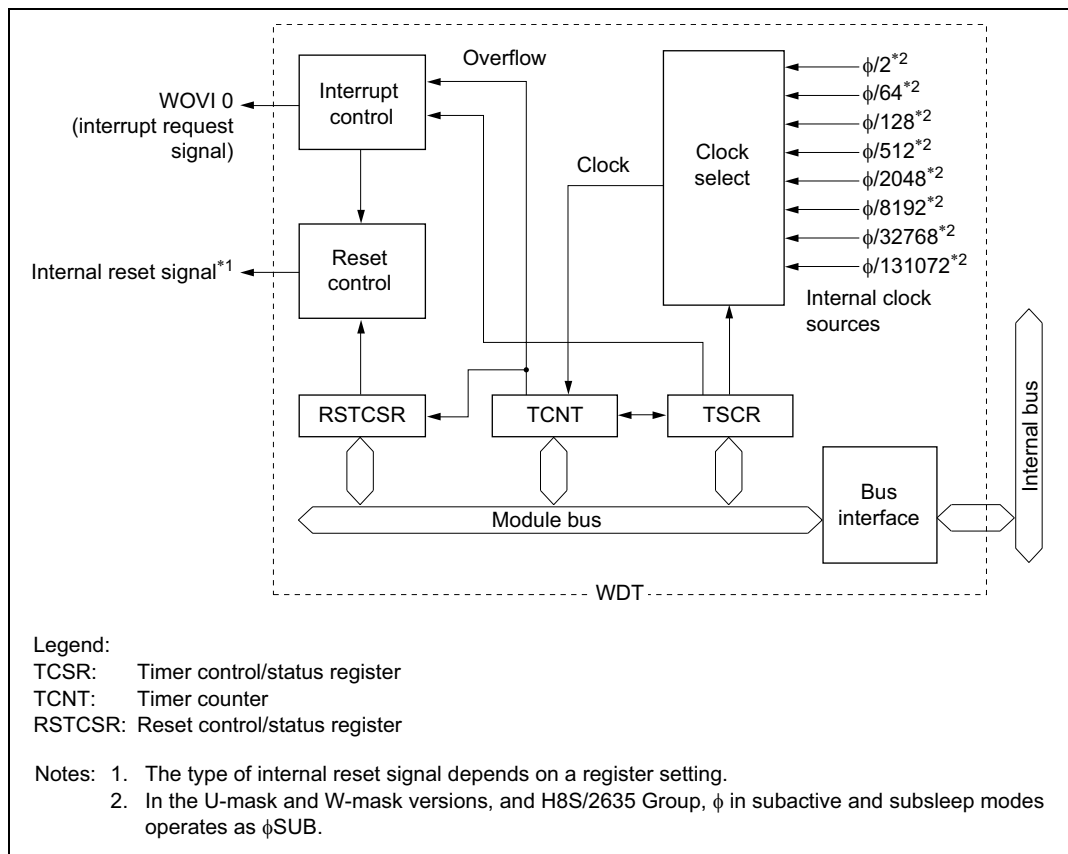 Overflow
Interrupt
control
WOVI 0
(interrupt request
signal)
Reset
control
Internal reset signal*1
Clock
Clock
select
ϕ/2*2
ϕ/64*2
ϕ/128*2
ϕ/512*2
ϕ/2048*2
ϕ/8192*2
ϕ/32768*2
ϕ/131072*2
Internal clock
sources
RSTCSR
TCNT
TSCR
Module bus
Bus
interface
Internal bus
WDT
Legend:
TCSR: Timer control/status register
TCNT: Timer counter
RSTCSR: Reset control/status register
Notes: 1. The type of internal reset signal depends on a register setting.
2. In the U-mask and W-mask versions, and H8S/2635 Group, ϕ in subactive and subsleep modes
operates as ϕSUB.